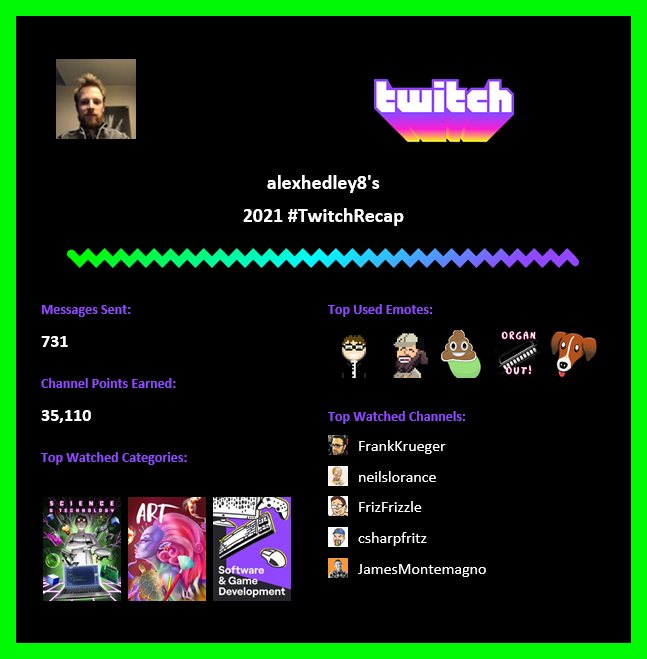 twitch
alexhedley8's
2021 #TwitchRecap
Messages Sent:
731
Channel Points Earned:
35,110
Top Watched Categories:
SCIENCE
& TECHNOLOGY
ART
Software
& Game
Development
Top Used Emotes:
ORGAN
OUT!
Top Watched Channels:
FrankKrueger
neilslorance
FrizFrizzle
csharpfritz
JamesMontemagno